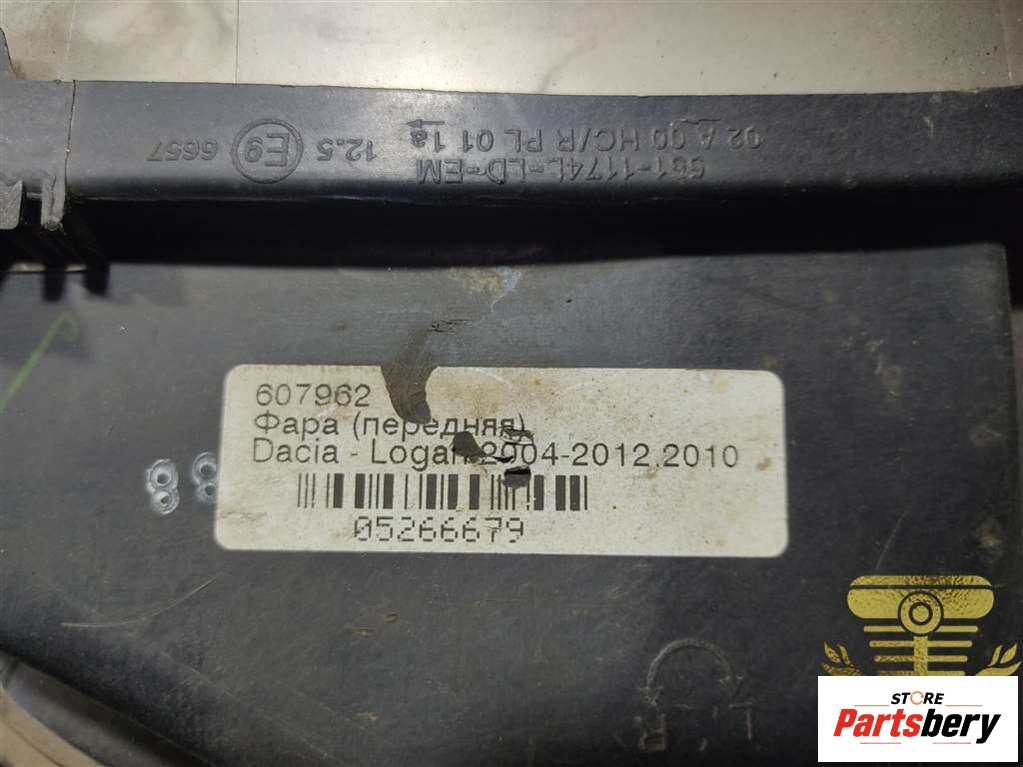 551-1174L-LD-EM
02 A 00 HC/R PL 01 1a 12.5 E9 6657
607962
Фара (передняя)
Dacia - Logan 2004-2012,2010
05266679
88
STORE
Partsbery